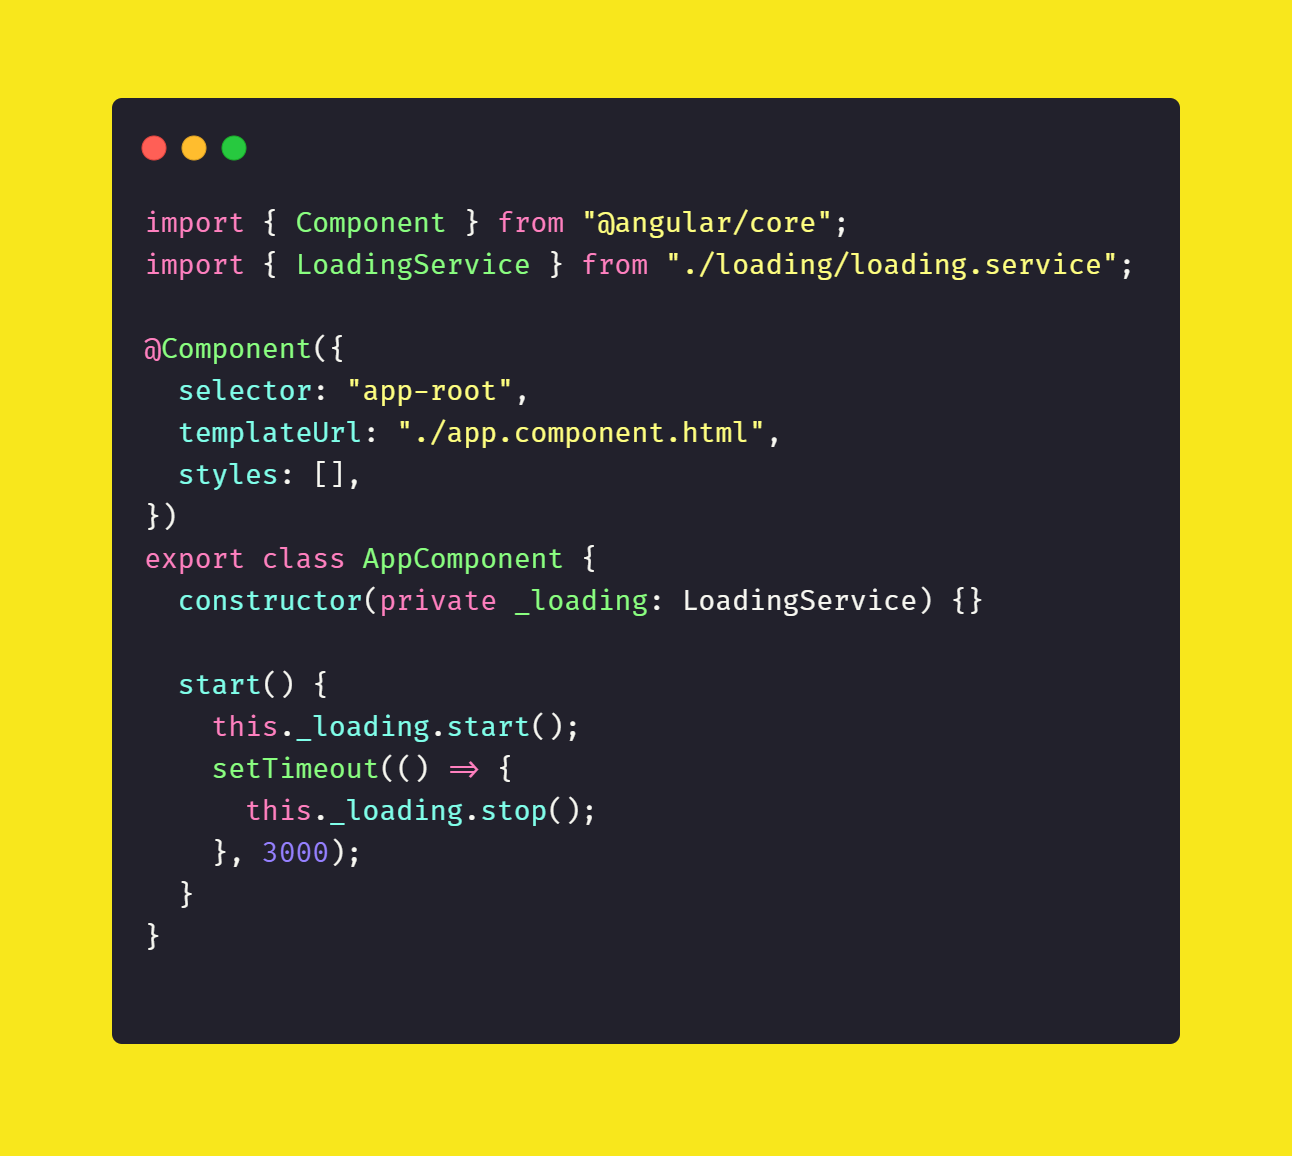 import { Component } from "@angular/core";
import { LoadingService } from "./loading/loading.service";

@Component({
  selector: "app-root",
  templateUrl: "./app.component.html",
  styles: [],
})
export class AppComponent {
  constructor(private _loading: LoadingService) {}

  start() {
    this._loading.start();
    setTimeout(() => {
      this._loading.stop();
    }, 3000);
  }
}